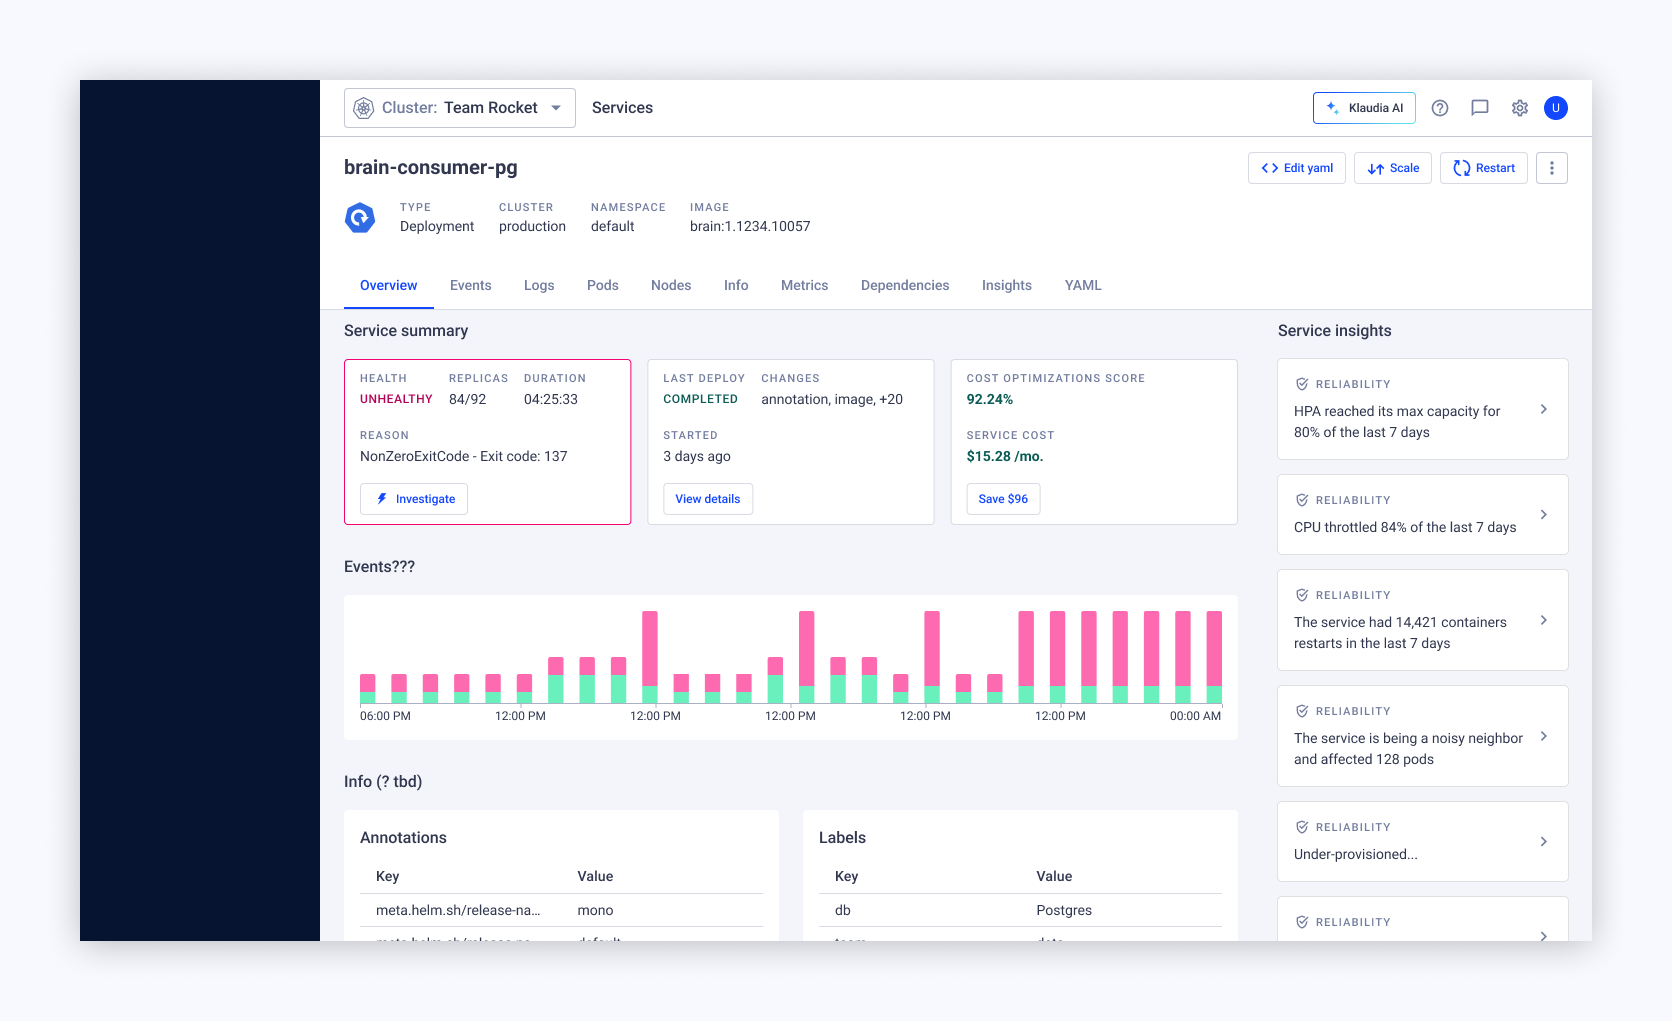 Cluster: Team Rocket
Services
Klaudia AI
U
brain-consumer-pg
Edit yaml
Scale
Restart
TYPE CLUSTER NAMESPACE IMAGE
Deployment production default brain:1.1234.10057
Overview Events Logs Pods Nodes Info Metrics Dependencies Insights YAML
Service summary
HEALTH REPLICAS DURATION
UNHEALTHY 84/92 04:25:33
REASON
NonZeroExitCode - Exit code: 137
Investigate
LAST DEPLOY CHANGES
COMPLETED annotation, image, +20
STARTED
3 days ago
View details
COST OPTIMIZATIONS SCORE
92.24%
SERVICE COST
$15.28 /mo.
Save $96
Events???
06:00 PM 12:00 PM 12:00 PM 12:00 PM 12:00 PM 12:00 PM 00:00 AM
Info (? tbd)
Annotations
Key Value
meta.helm.sh/release-na... mono
Labels
Key Value
db Postgres
Service insights
RELIABILITY
HPA reached its max capacity for
80% of the last 7 days
RELIABILITY
CPU throttled 84% of the last 7 days
RELIABILITY
The service had 14,421 containers
restarts in the last 7 days
RELIABILITY
The service is being a noisy neighbor
and affected 128 pods
RELIABILITY
Under-provisioned...
RELIABILITY